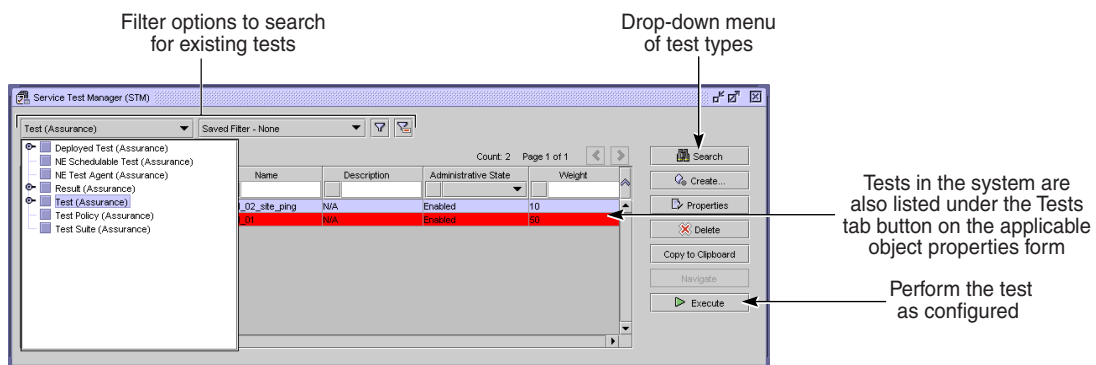 Filter options to search
for existing tests
Drop-down menu
of test types
Service Test Manager (STM)
Test (Assurance)
Saved Filter - None
Deployed Test (Assurance)
NE Schedulable Test (Assurance)
NE Test Agent (Assurance)
Result (Assurance)
Test (Assurance)
Test Policy (Assurance)
Test Suite (Assurance)
Count: 2 Page 1 of 1
Name Description Administrative State Weight
_02_site_ping N/A Enabled 10
_01 N/A Enabled 50
Search
Create...
Properties
Delete
Copy to Clipboard
Navigate
Execute
Tests in the system are
also listed under the Tests
tab button on the applicable
object properties form
Perform the test
as configured